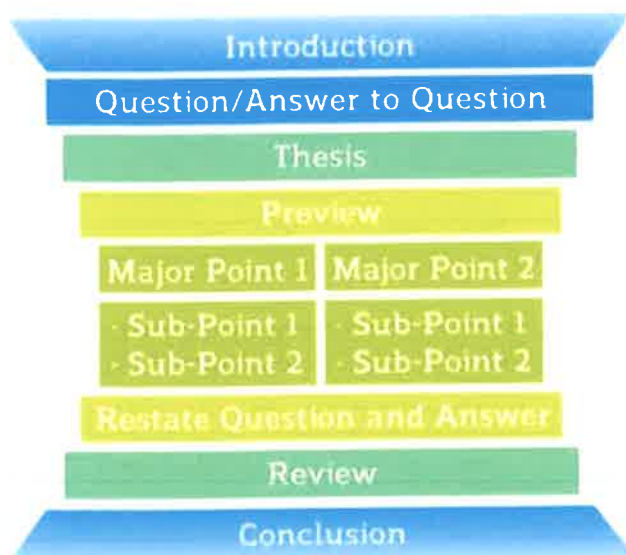 Introduction
Question/Answer to Question
Thesis
Preview
Major Point 1
Major Point 2
· Sub-Point 1
· Sub-Point 2
· Sub-Point 1
· Sub-Point 2
Restate Question and Answer
Review
Conclusion